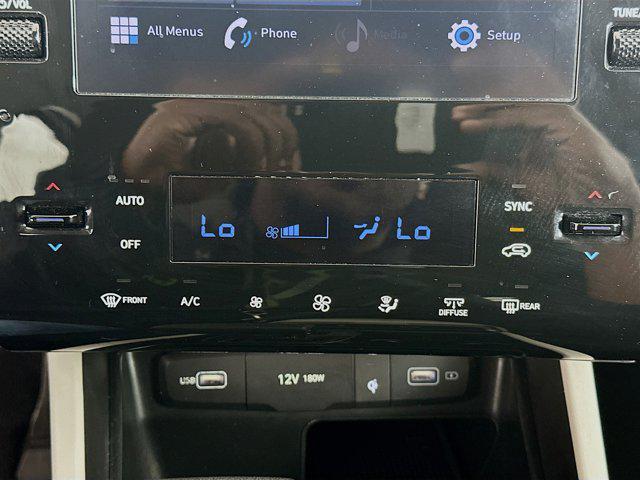 All Menus
Phone
Media
Setup
AUTO
OFF
Lo
Lo
SYNC
FRONT
A/C
DIFFUSE
REAR
USB
12V 180W